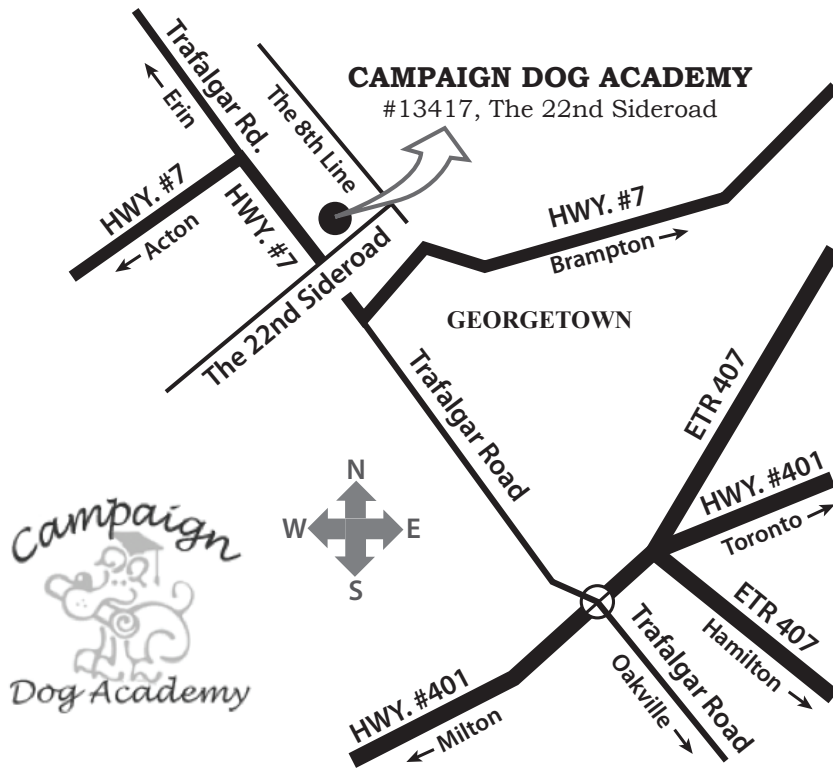 CAMPAIGN DOG ACADEMY
#13417, The 22nd Sideroad
Trafalgar Rd.
← Erin
The 8th Line
HWY. #7
← Acton
HWY. #7
The 22nd Sideroad
HWY. #7
Brampton →
GEORGETOWN
Trafalgar Road
ETR 407
HWY. #401
Toronto →
ETR 407
Hamilton →
N
W
E
S
Campaign
Dog Academy
HWY. #401
← Milton
Trafalgar Road
Oakville →